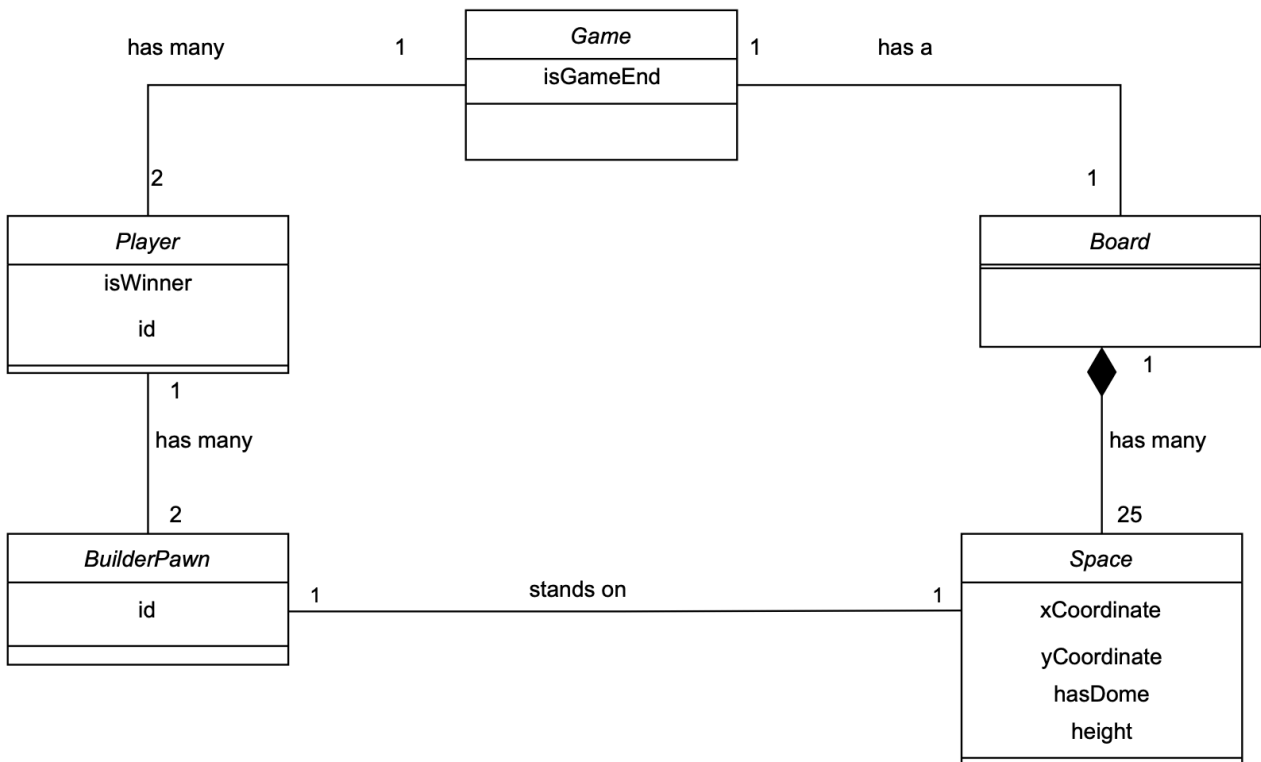 Game
has many
1
1
has a
isGameEnd
2
1
Player
Board
isWinner
id
1
1
has many
has many
2
25
BuilderPawn
Space
id
1
stands on
1
xCoordinate
yCoordinate
hasDome
height